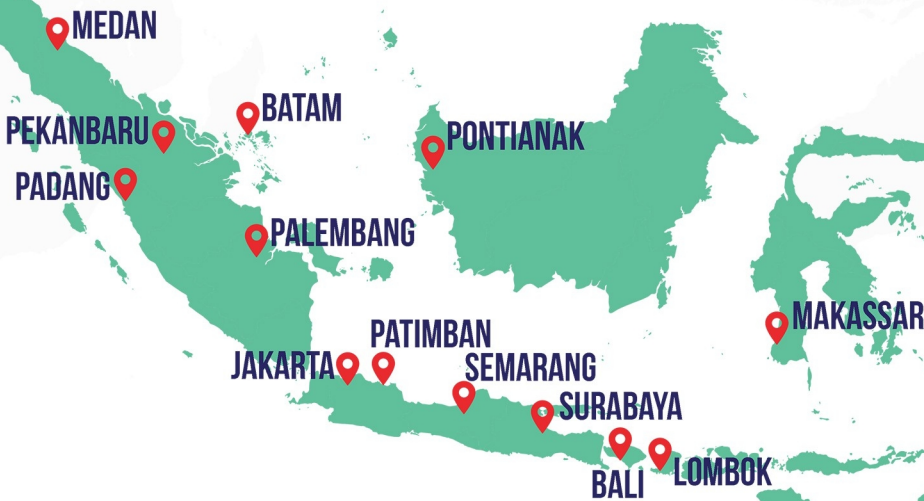 MEDAN
BATAM
PEKANBARU
PONTIANAK
PADANG
PALEMBANG
MAKASSAR
PATIMBAN
JAKARTA
SEMARANG
SURABAYA
LOMBOK
BALI